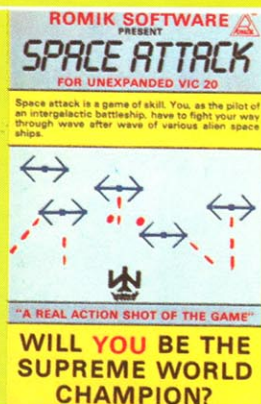 ROMIK SOFTWARE
PRESENT
SPACE ATTACK
FOR UNEXPANDED VIC 20
Space attack is a game of skill. You, as the pilot of
an intergalactic battleship, have to fight your way
through wave after wave of various alien space
ships.
"A REAL ACTION SHOT OF THE GAME"
WILL YOU BE THE
SUPREME WORLD
CHAMPION?